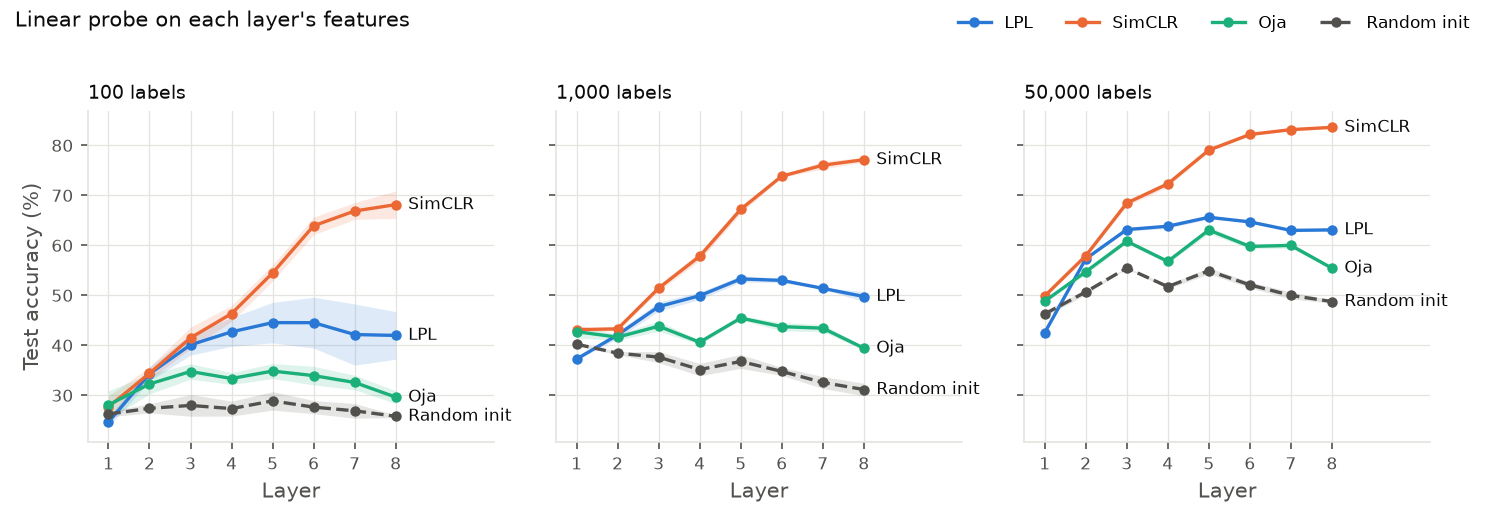 Linear probe on each layer's features
LPL SimCLR Oja Random init
100 labels
1,000 labels
50,000 labels
Test accuracy (%)
80
70
60
50
40
30
SimCLR
LPL
Oja
Random init
1 2 3 4 5 6 7 8
Layer
SimCLR
LPL
Oja
Random init
1 2 3 4 5 6 7 8
Layer
SimCLR
LPL
Oja
Random init
1 2 3 4 5 6 7 8
Layer